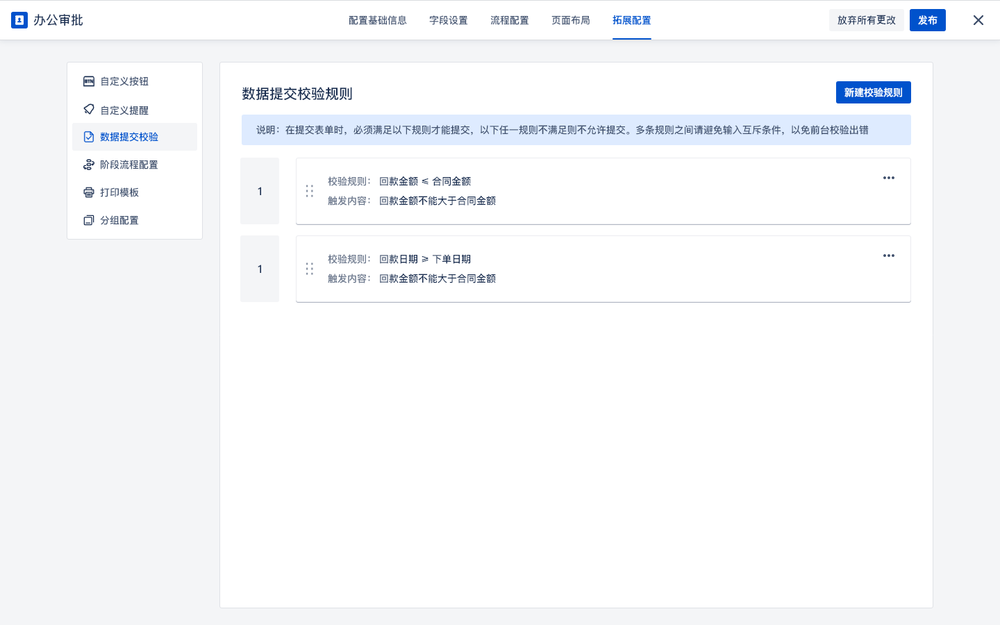 办公审批
配置基础信息
字段设置
流程配置
页面布局
拓展配置
放弃所有更改
发布
BTN 自定义按钮
自定义提醒
数据提交校验
阶段流程配置
打印模板
分组配置
数据提交校验规则
新建校验规则
说明：在提交表单时，必须满足以下规则才能提交，以下任一规则不满足则不允许提交。多条规则之间请避免输入互斥条件，以免前台校验出错
1
校验规则： 回款金额 ≤ 合同金额
触发内容： 回款金额不能大于合同金额
1
校验规则： 回款日期 ≥ 下单日期
触发内容： 回款金额不能大于合同金额